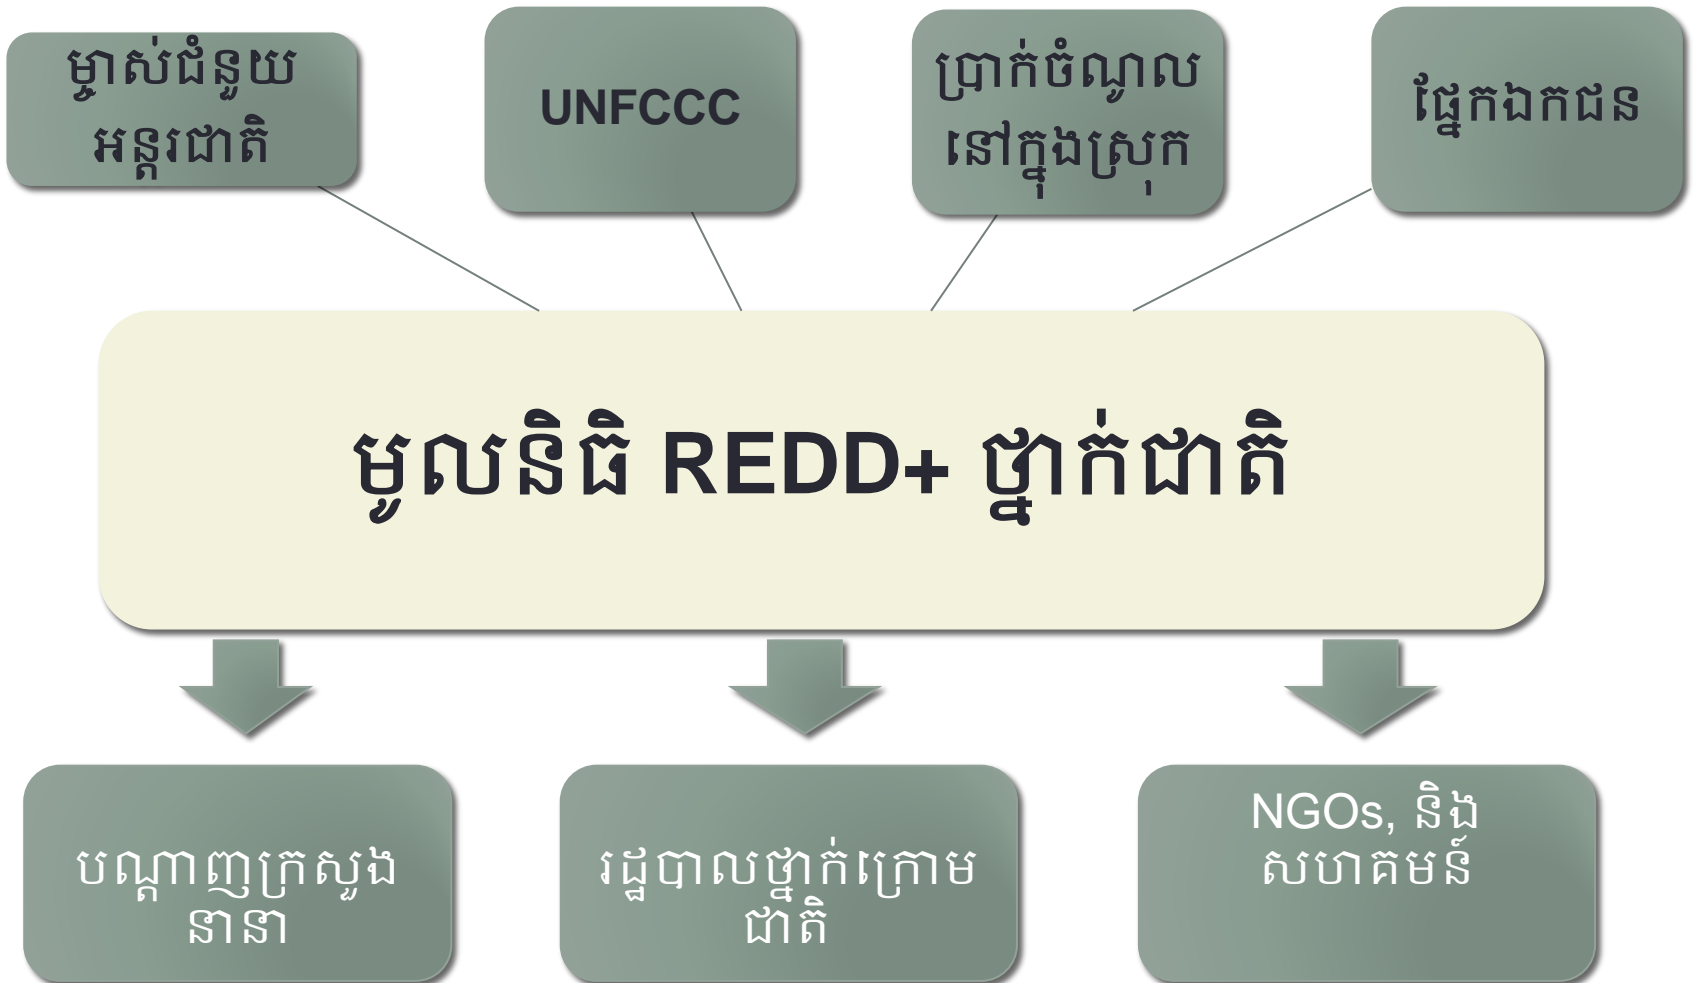 ម្ចាស់ជំនួយ
អន្តរជាតិ
UNFCCC
ប្រាក់ចំណូល
នៅក្នុងស្រុក
ផ្នែកឯកជន
មូលនិធិ REDD+ ថ្នាក់ជាតិ
បណ្តាញក្រសួង
នានា
រដ្ឋបាលថ្នាក់ក្រោម
ជាតិ
NGOs, និង
សហគមន៍